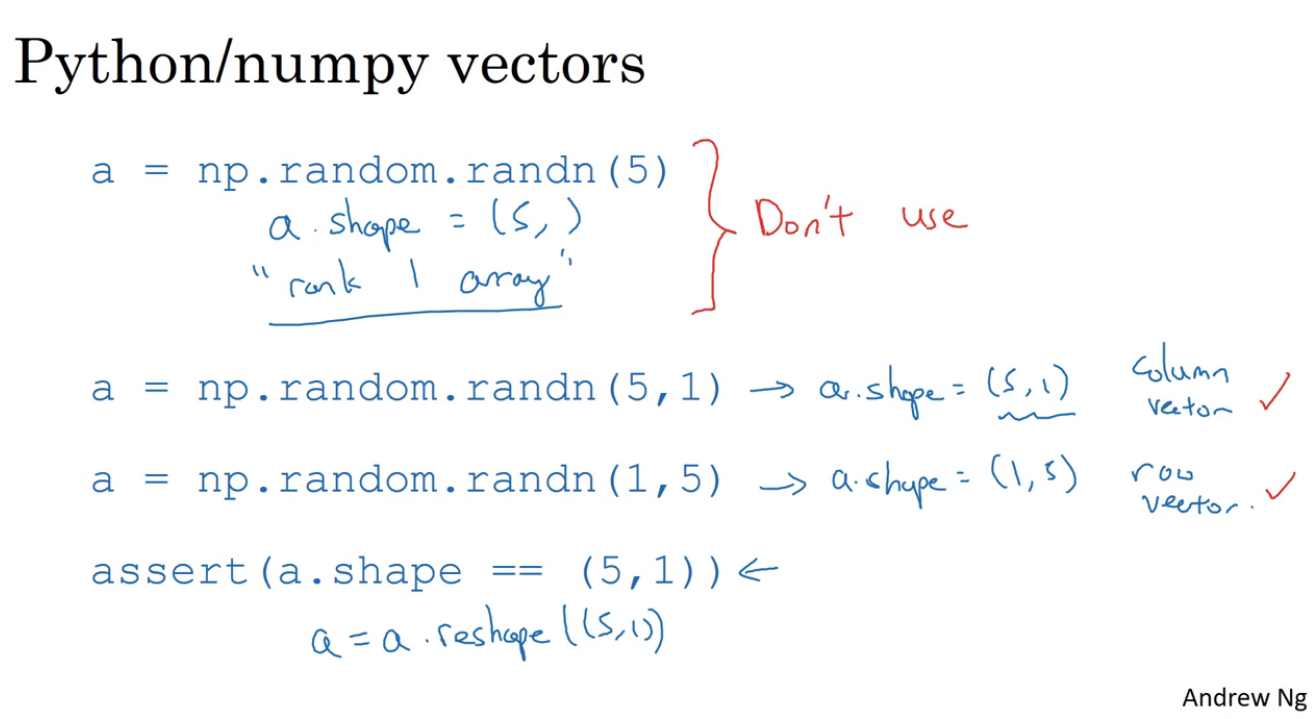 Python/numpy vectors
a = np.random.randn(5)
a.shape = (5,)
"rank 1 array"
Don't use
a = np.random.randn(5,1) → a.shape = (5,1) column vector ✓
a = np.random.randn(1,5) → a.shape = (1,5) row vector. ✓
assert(a.shape == (5,1)) ←
a = a.reshape((5,1))
Andrew Ng